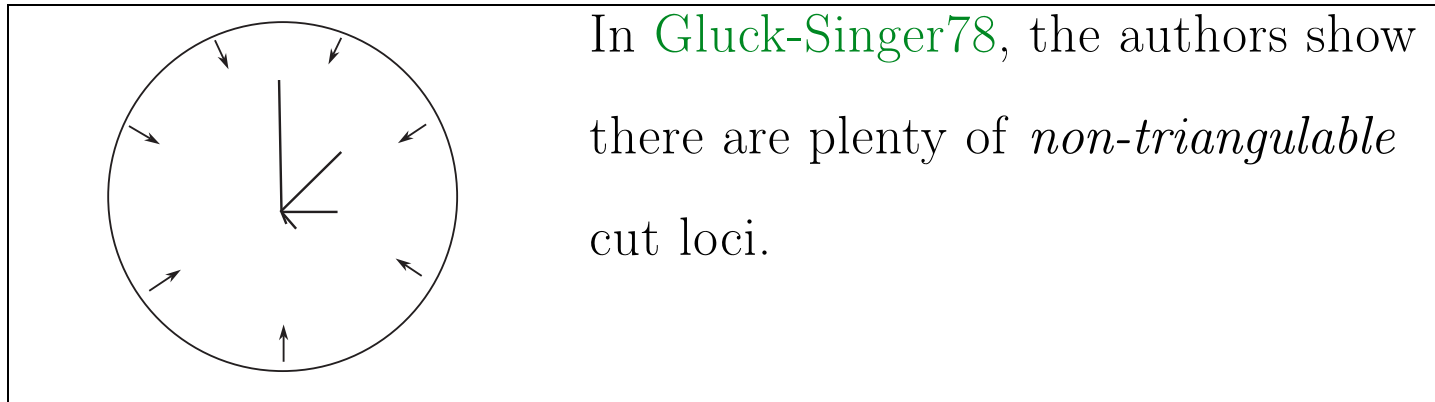 In Gluck-Singer78, the authors show
there are plenty of non-triangulable
cut loci.